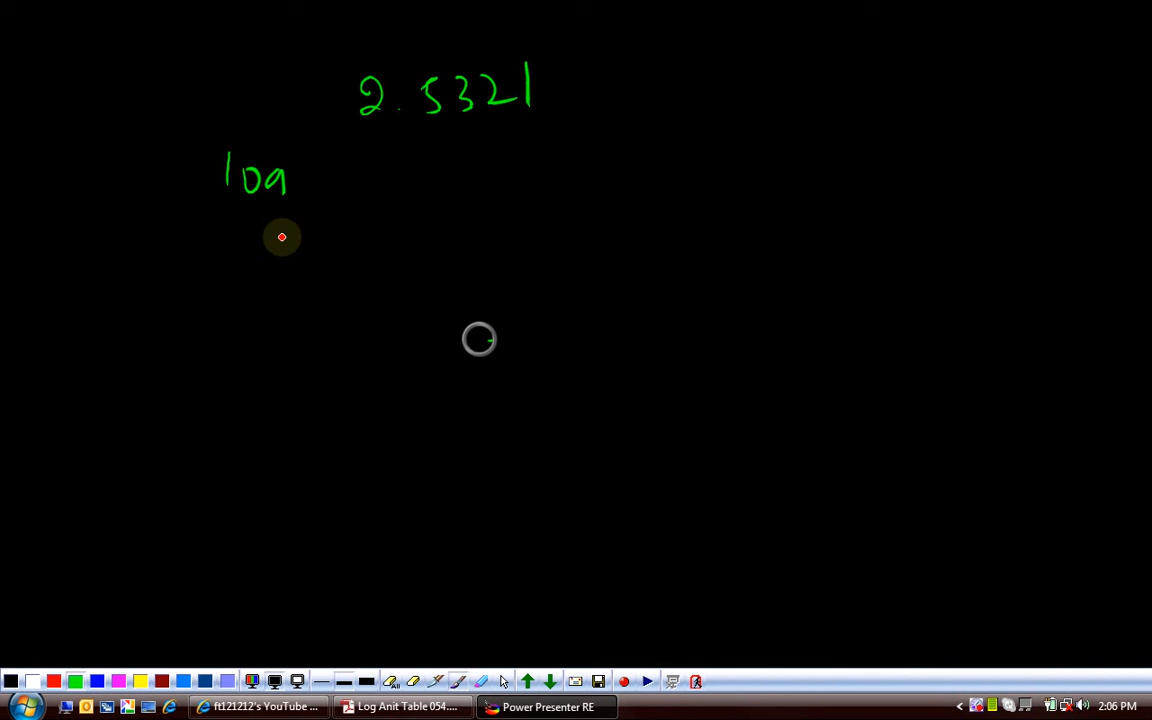 2.5321
log
ft121212's YouTube ...
Log Anit Table 054....
Power Presenter RE
2:06 PM